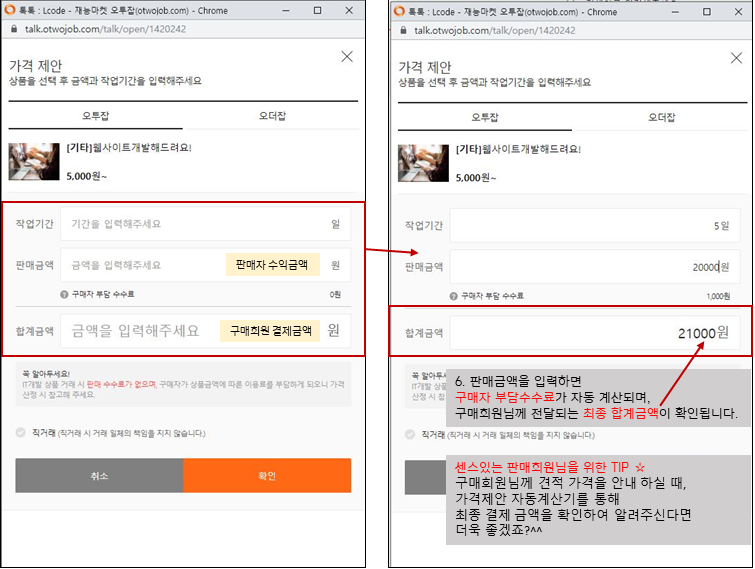 톡톡 : Lcode - 재능마켓 오투잡(otwojob.com) - Chrome
talk.otwojob.com/talk/open/1420242
가격 제안
상품을 선택 후 금액과 작업기간을 입력해주세요
오투잡
오더잡
[기타]웹사이트개발해드려요!
5,000원~
작업기간
기간을 입력해주세요
일
판매금액
금액을 입력해주세요
판매자 수익금액
원
? 구매자 부담 수수료
0원
합계금액
금액을 입력해주세요
구매회원 결제금액
원
꼭 알아두세요!
IT개발 상품 거래 시 판매 수수료가 없으며, 구매자가 상품금액에 따른 이용료를 부담하게 되오니 가격
산정 시 참고해 주세요.
직거래 (직거래 시 거래 일체의 책임을 지지 않습니다.)
취소
확인
톡톡 : Lcode - 재능마켓 오투잡(otwojob.com) - Chrome
talk.otwojob.com/talk/open/1420242
가격 제안
상품을 선택 후 금액과 작업기간을 입력해주세요
오투잡
오더잡
[기타]웹사이트개발해드려요!
5,000원~
작업기간
5일
판매금액
20000원
? 구매자 부담 수수료
1,000원
합계금액
21000원
꼭 알아두
IT개발 상품
산정 시 참고
6. 판매금액을 입력하면
구매자 부담수수료가 자동 계산되며,
구매회원님께 전달되는 최종 합계금액이 확인됩니다.
직거래 (직거래 시 거래 일체의 책임을 지지 않습니다.)
센스있는 판매회원님을 위한 TIP ☆
구매회원님께 견적 가격을 안내 하실 때,
가격제안 자동계산기를 통해
최종 결제 금액을 확인하여 알려주신다면
더욱 좋겠죠?^^